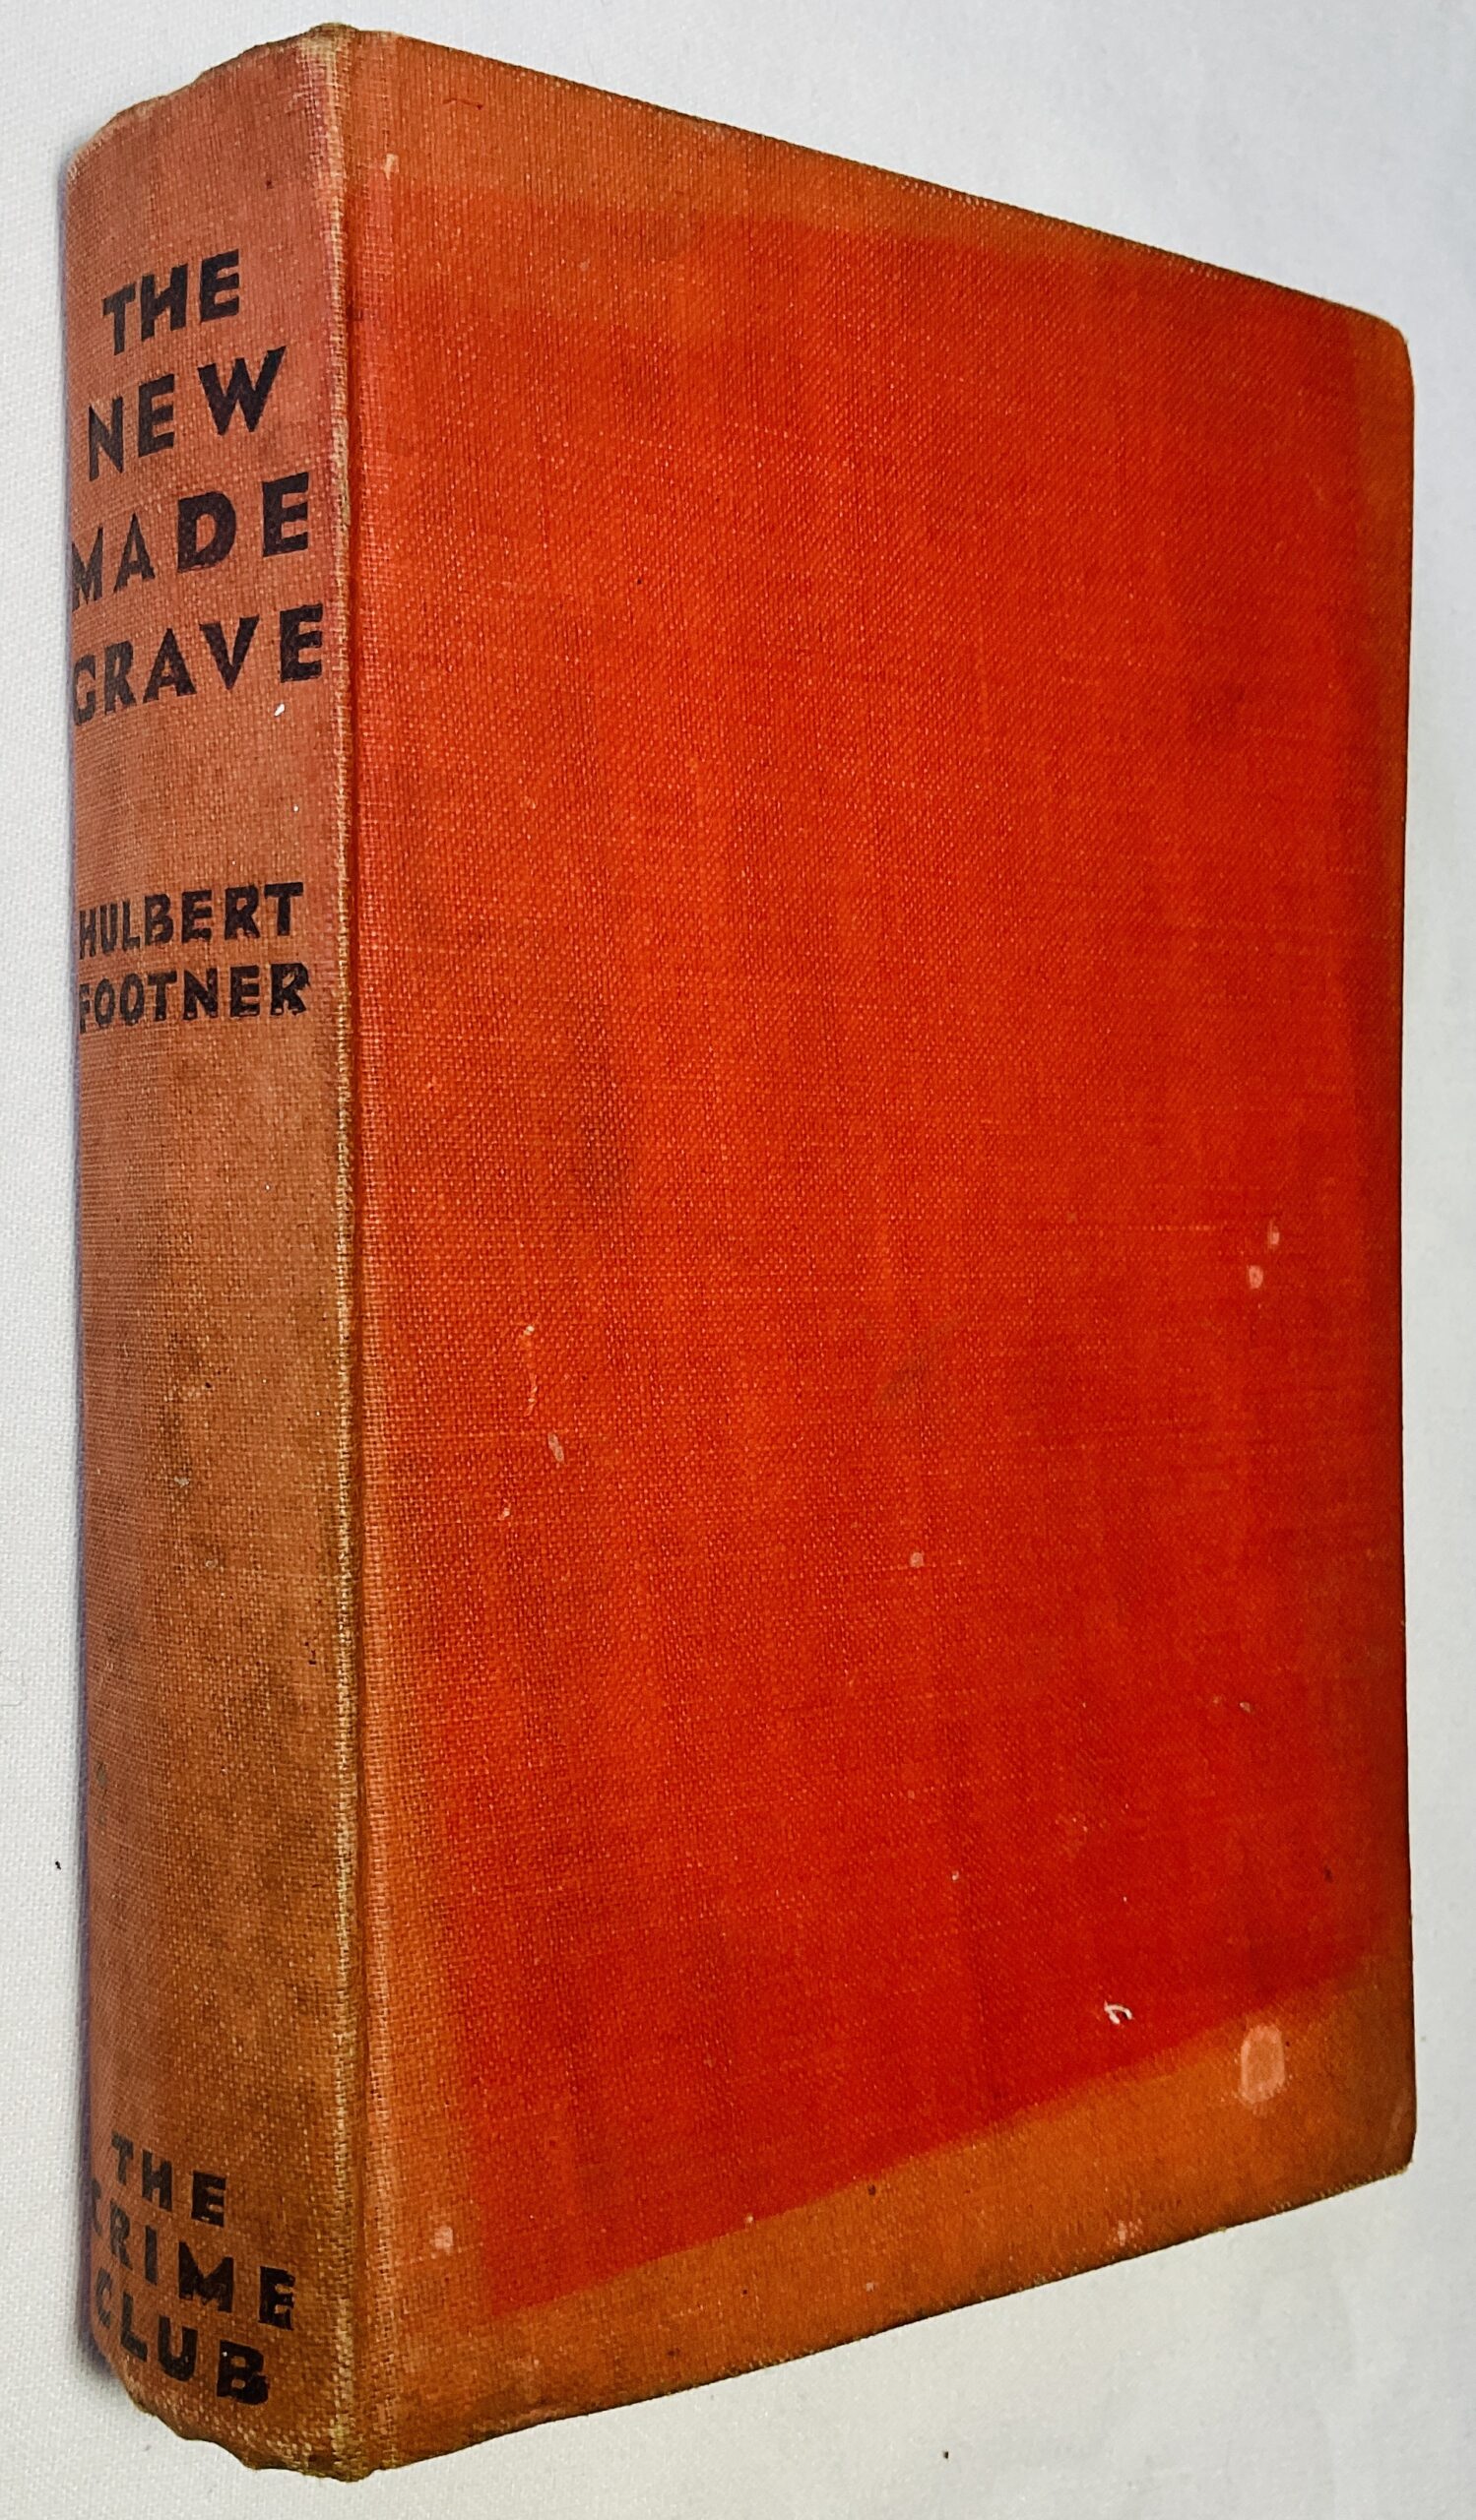 THE
NEW
MADE
GRAVE
HULBERT
FOOTNER
THE
CRIME
CLUB